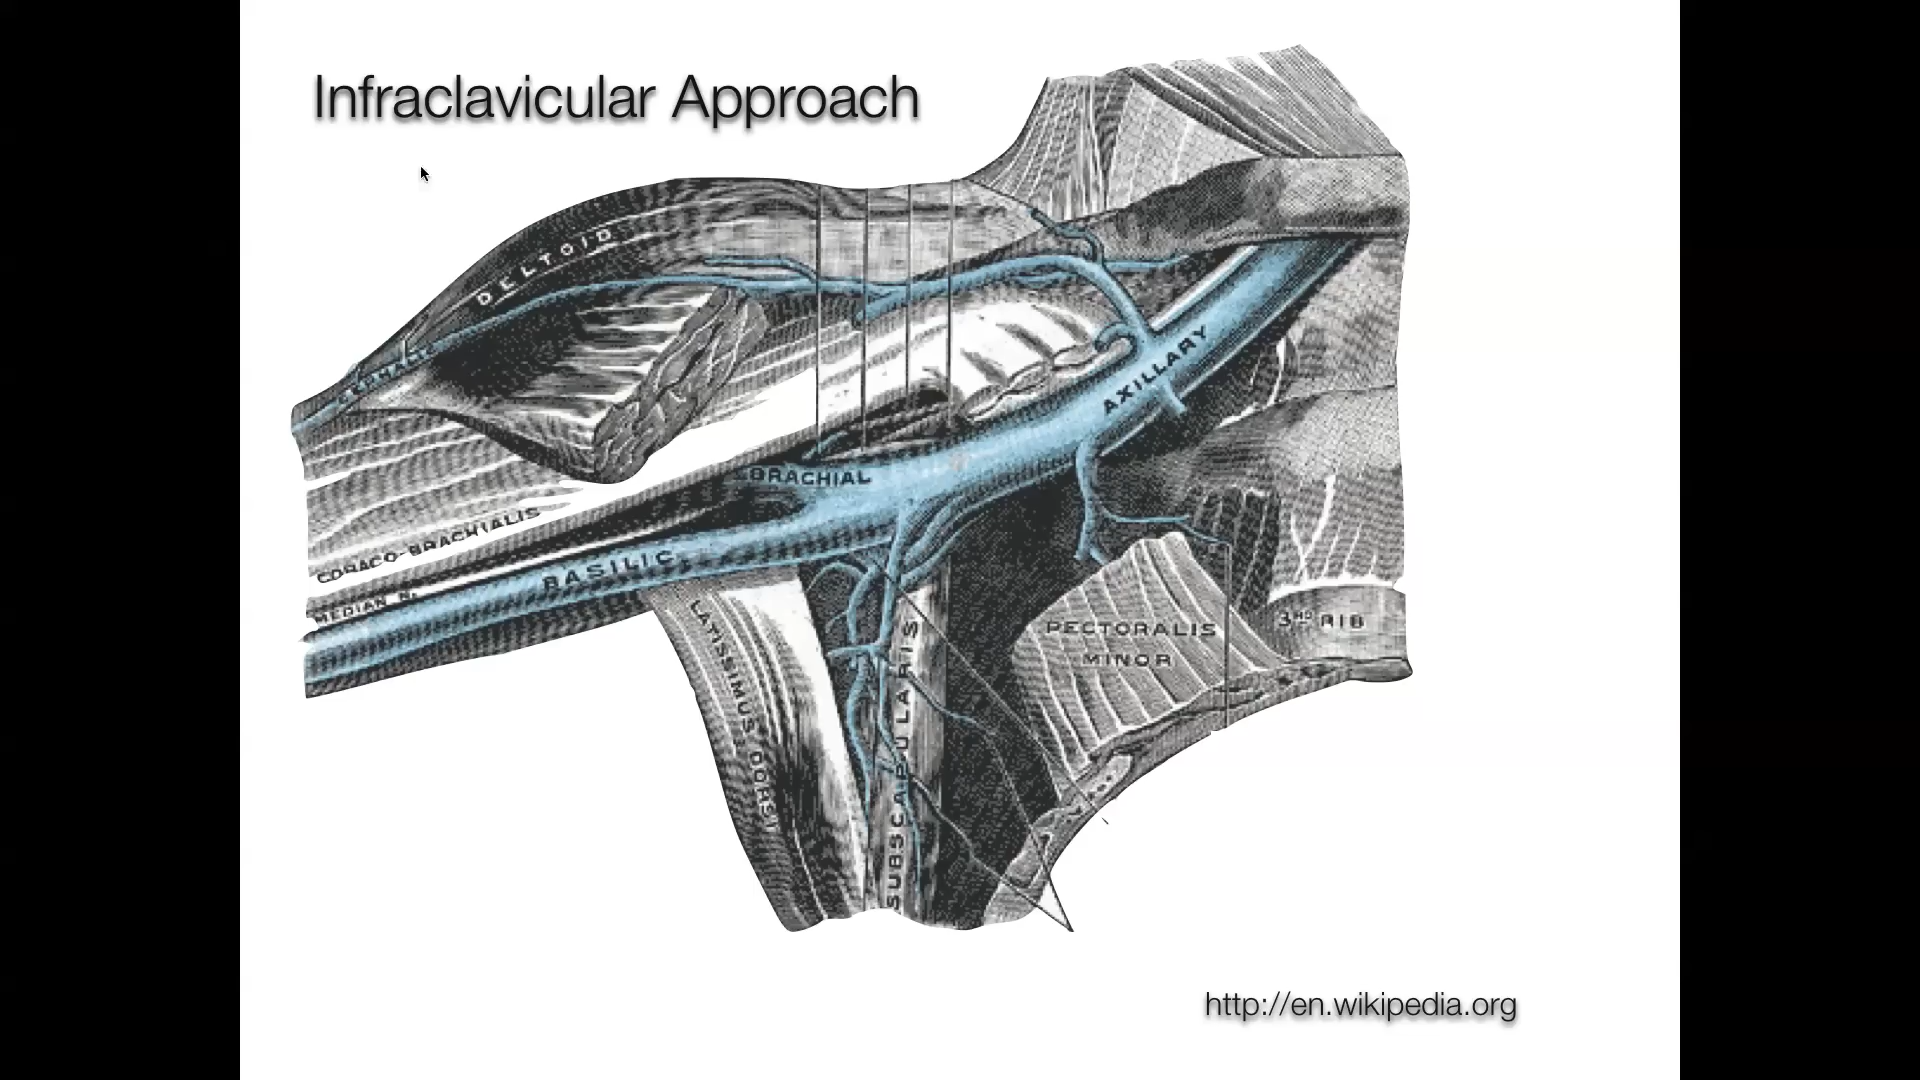 Infraclavicular Approach
DELTOID
CEPHALIC
AXILLARY
BRACHIAL
CORACO-BRACHIALIS
BASILIC
MEDIAN N.
LATISSIMUS DORSI
SUBSCAPULARIS
PECTORALIS
MINOR
3RD RIB
http://en.wikipedia.org